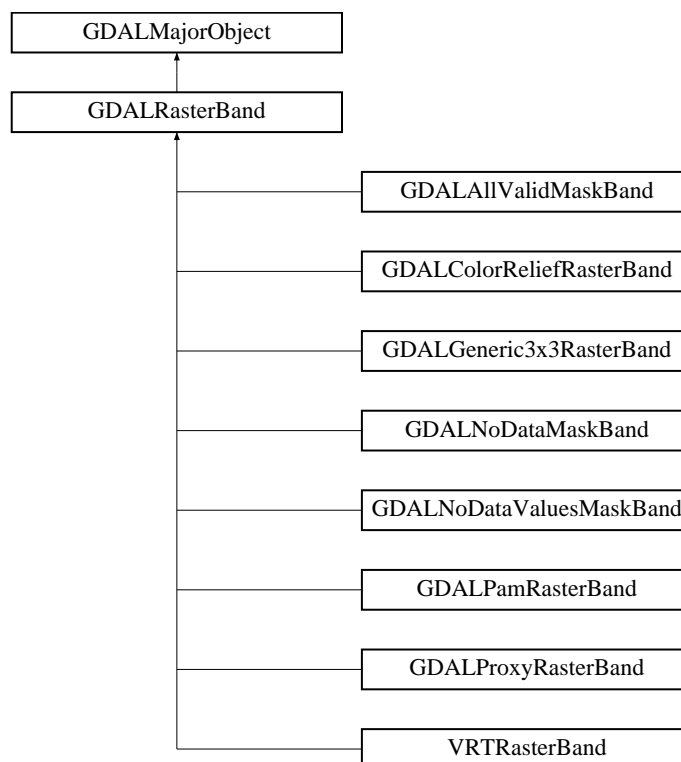 GDALMajorObject
GDALRasterBand
GDALAllValidMaskBand
GDALColorReliefRasterBand
GDALGeneric3x3RasterBand
GDALNoDataMaskBand
GDALNoDataValuesMaskBand
GDALPamRasterBand
GDALProxyRasterBand
VRTRasterBand